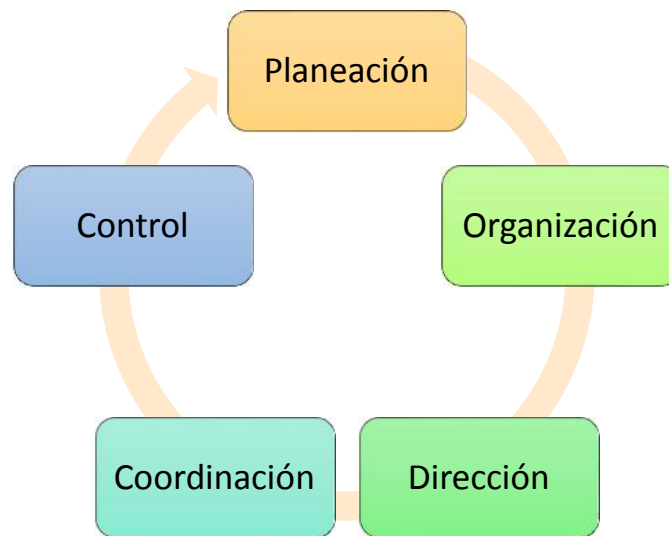 Planeación
Organización
Dirección
Coordinación
Control